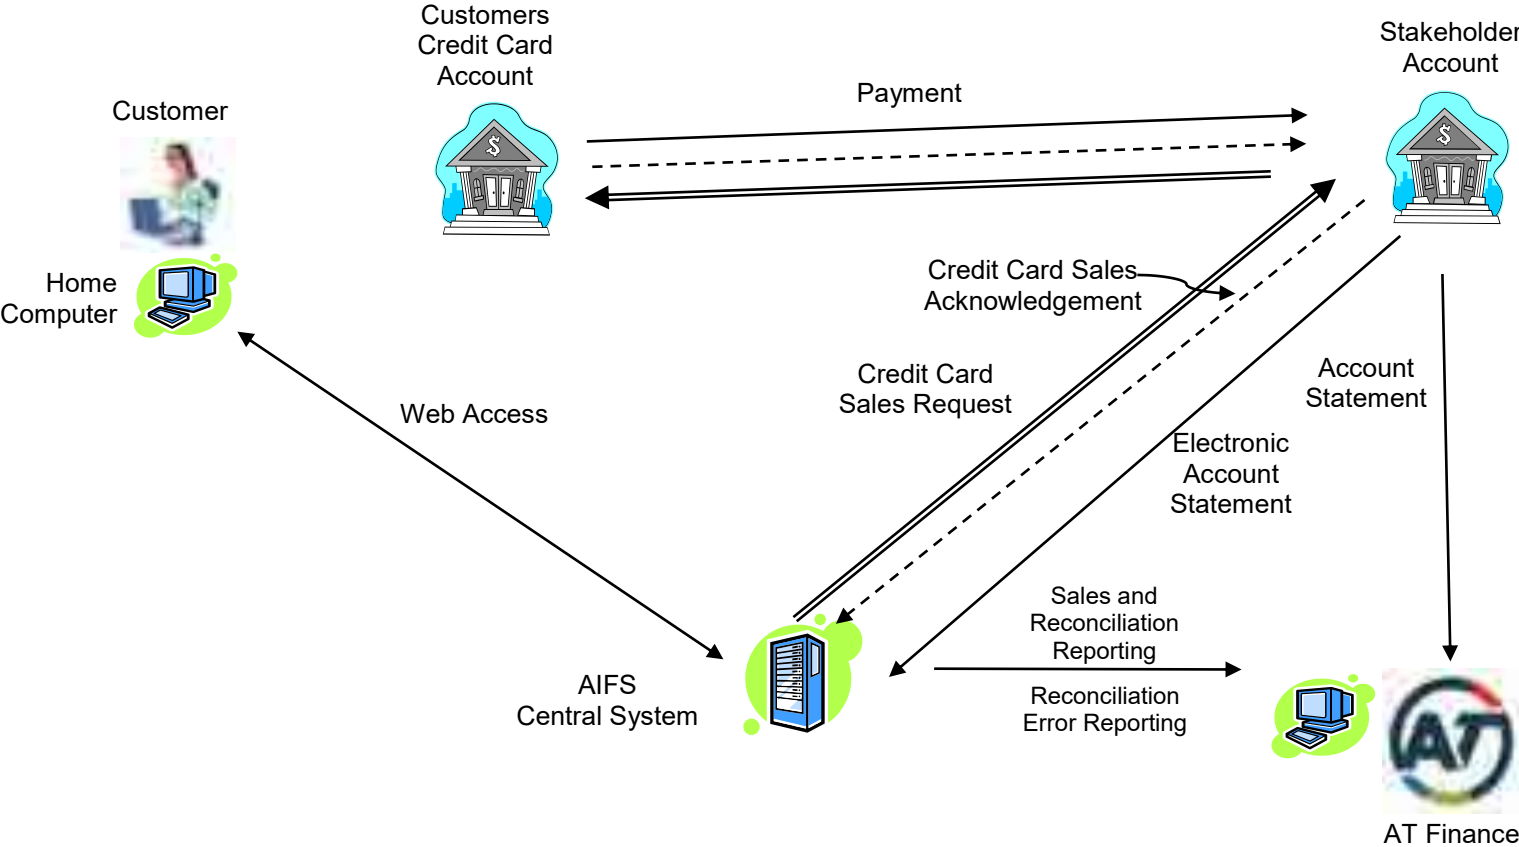 Customers
Credit Card
Account
Stakeholder
Account
Payment
Customer
$
$
Home
Computer
Credit Card Sales
Acknowledgement
Credit Card
Sales Request
Account
Statement
Web Access
Electronic
Account
Statement
Sales and
Reconciliation
Reporting
AIFS
Central System
Reconciliation
Error Reporting
AT
AT Finance